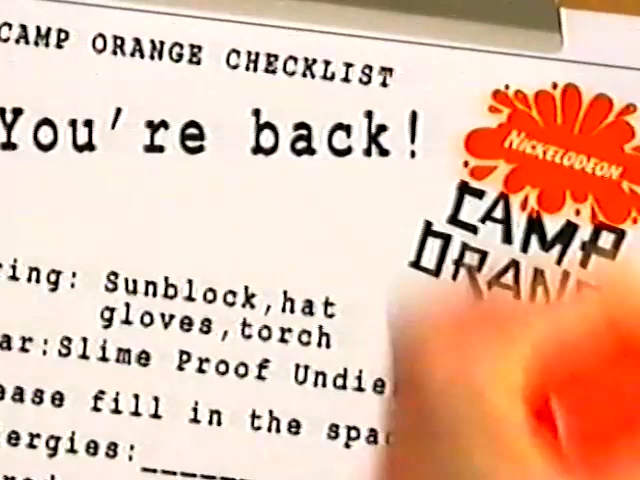 CAMP ORANGE CHECKLIST
You're back!
NICKELODEON
CAMP
ORAN
ring: Sunblock,hat
gloves,torch
ar:Slime Proof Undie
ease fill in the spa
ergies: